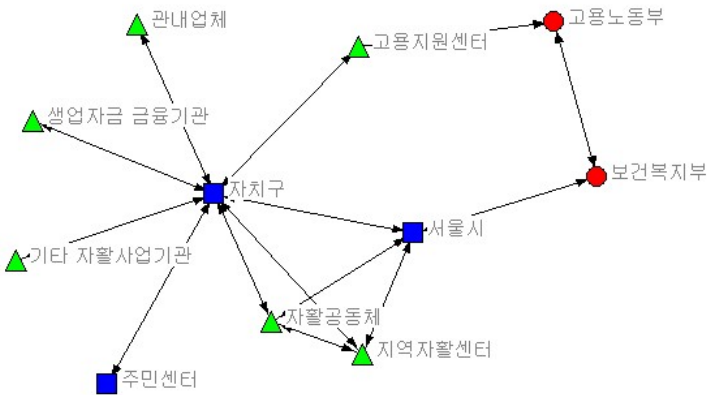 관내업체
고용지원센터
고용노동부
생업자금 금융기관
자치구
보건복지부
서울시
기타 자활사업기관
자활공동체
지역자활센터
주민센터